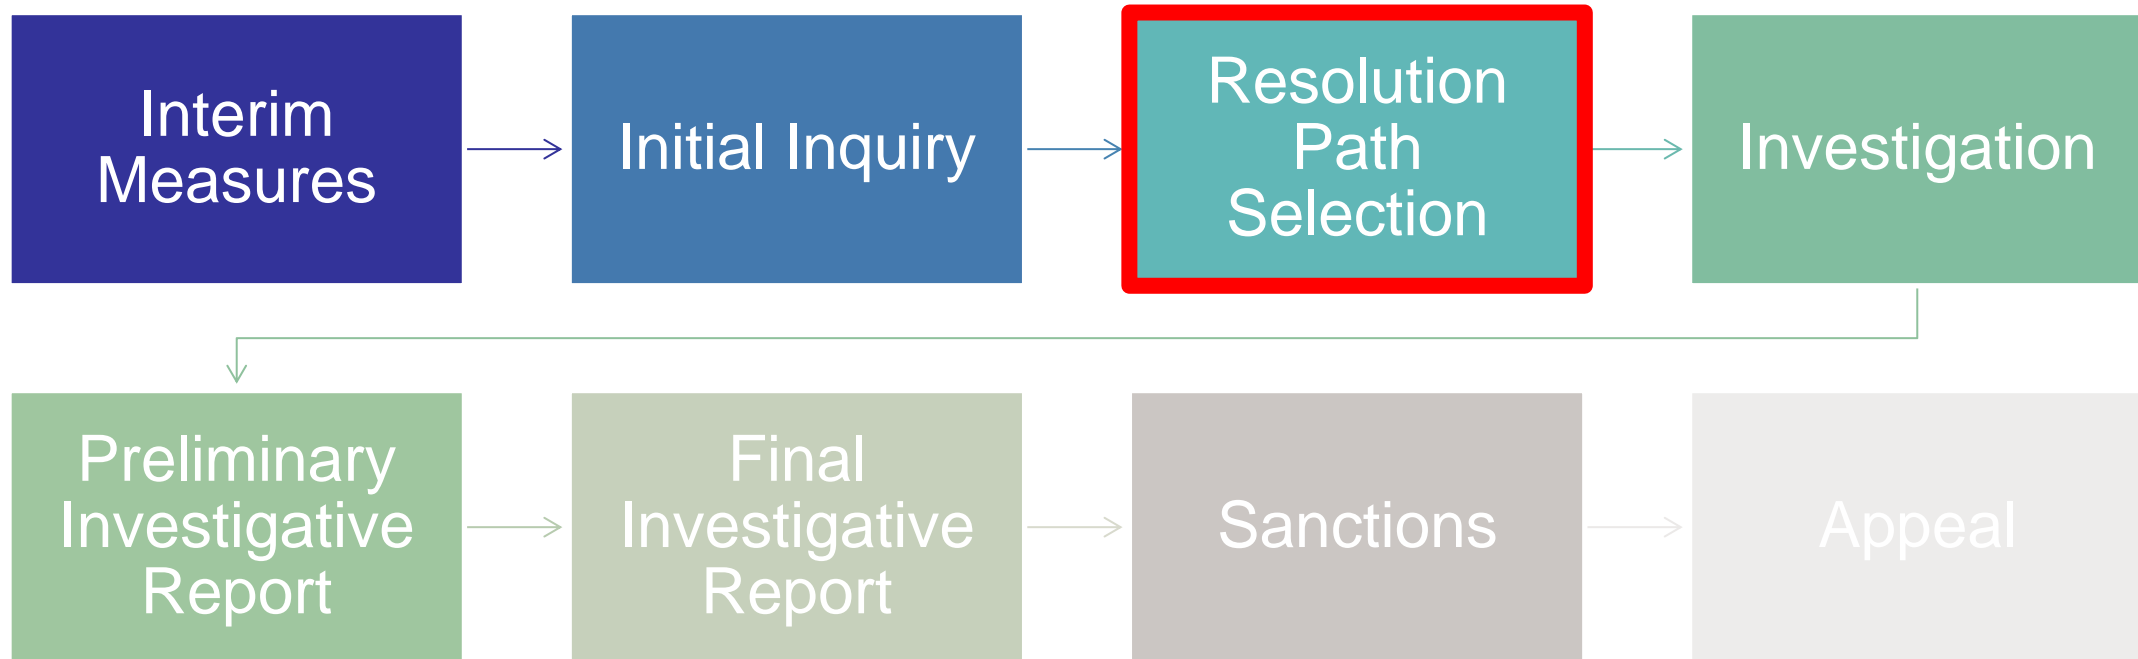 Interim
Measures
Initial Inquiry
Resolution
Path
Selection
Investigation
Preliminary
Investigative
Report
Final
Investigative
Report
Sanctions
Appeal